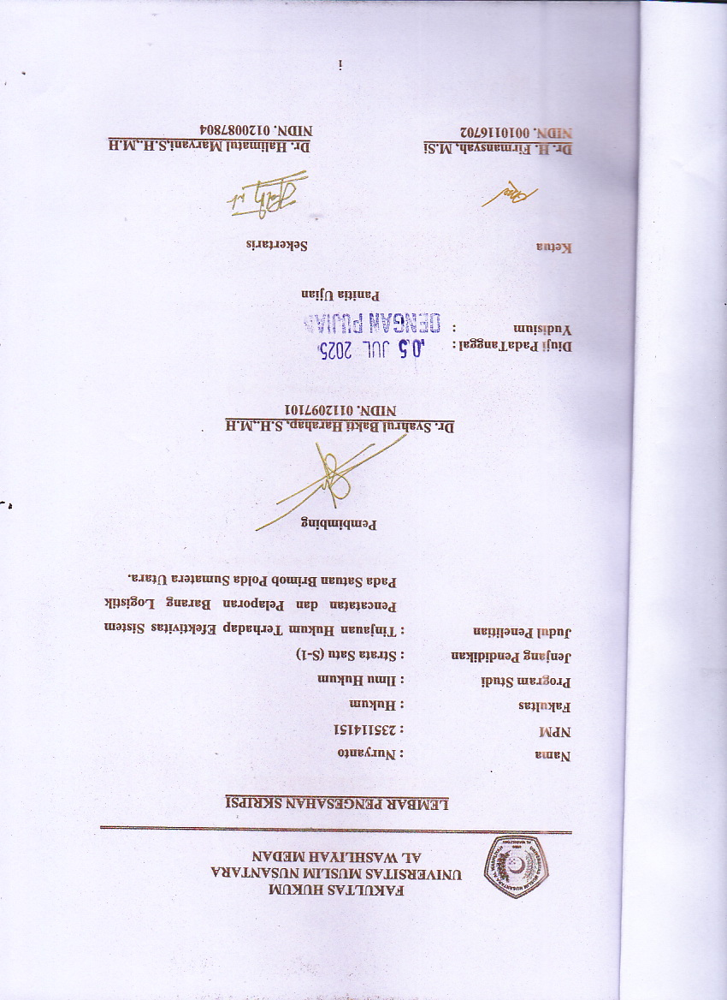 FAKULTAS HUKUM
UNIVERSITAS MUSLIM NUSANTARA
AL WASHLIYAH MEDAN
LEMBAR PENGESAHAN SKRIPSI
Nama : Nuryanto
NPM : 235114151
Fakultas : Hukum
Program Studi : Ilmu Hukum
Jenjang Pendidikan : Strata Satu (S-1)
Judul Penelitian : Tinjauan Hukum Terhadap Efektivitas Sistem
Pencatatan dan Pelaporan Barang Logistik
Pada Satuan Brimob Polda Sumatera Utara.
Pembimbing
Dr. Syahrul Bakti Harahap, S.H.,M.H
NIDN. 0112097101
Diuji PadaTanggal : 05 JUL 2025
Yudisium : DENGAN PUJIAN
Panitia Ujian
Ketua Sekertaris
Dr. H. Firmansyah, M.Si Dr. Halimatul Maryani,S.H.,M.H
NIDN. 0010116702 NIDN. 0120087804
i